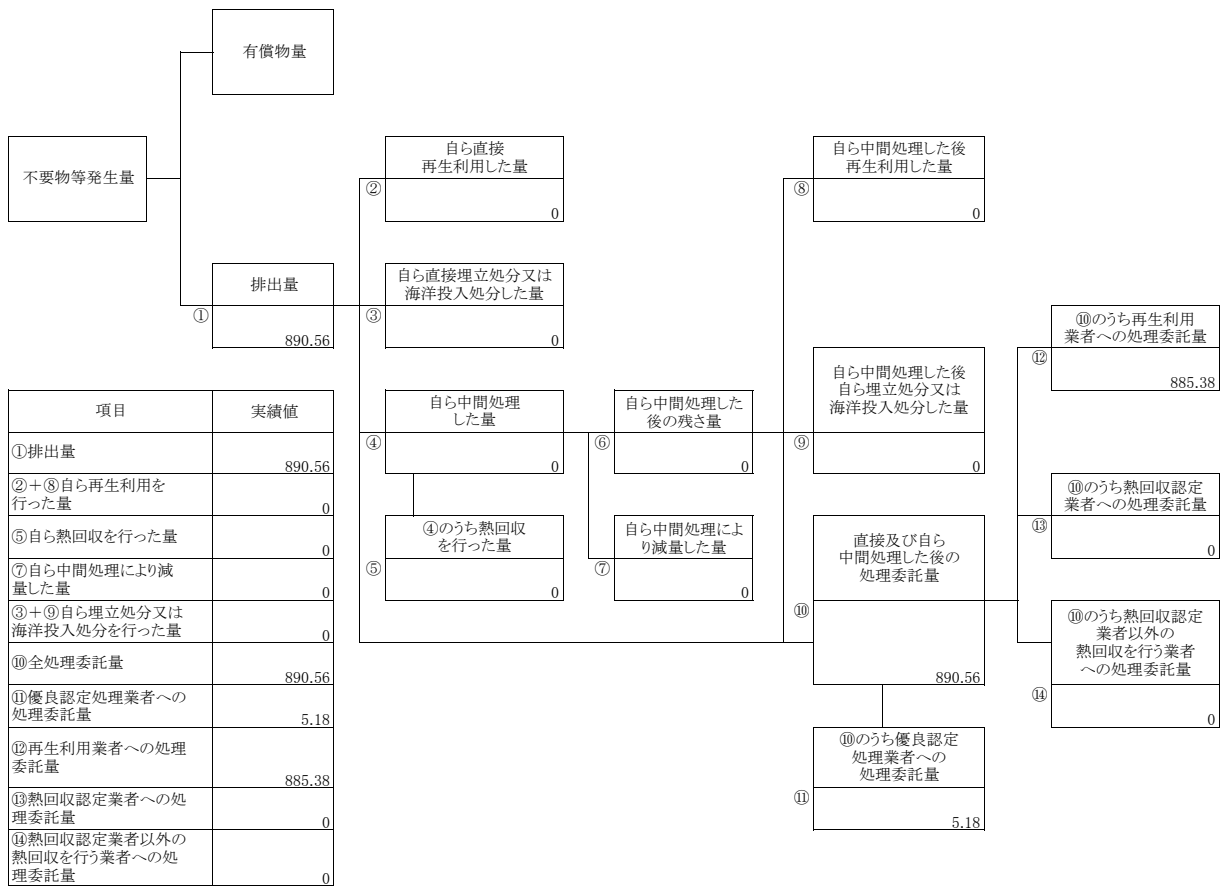 有償物量
不要物等発生量
自ら直接
再生利用した量
②
0
自ら中間処理した後
再生利用した量
⑧
0
排出量
①
890.56
自ら直接埋立処分又は
海洋投入処分した量
③
0
⑩のうち再生利用
業者への処理委託量
⑫
885.38
自ら中間処理した後
自ら埋立処分又は
海洋投入処分した量
⑨
0
自ら中間処理
した量
④
0
自ら中間処理した
後の残さ量
⑥
0
⑩のうち熱回収認定
業者への処理委託量
⑬
0
④のうち熱回収
を行った量
⑤
0
自ら中間処理によ
り減量した量
⑦
0
直接及び自ら
中間処理した後の
処理委託量
⑩
890.56
⑩のうち熱回収認定
業者以外の
熱回収を行う業者
への処理委託量
⑭
0
⑩のうち優良認定
処理業者への
処理委託量
⑪
5.18
項目 実績値
①排出量
890.56
②+⑧自ら再生利用を
行った量
0
⑤自ら熱回収を行った量
0
⑦自ら中間処理により減
量した量
0
③+⑨自ら埋立処分又は
海洋投入処分を行った量
0
⑩全処理委託量
890.56
⑪優良認定処理業者への
処理委託量
5.18
⑫再生利用業者への処理
委託量
885.38
⑬熱回収認定業者への処
理委託量
0
⑭熱回収認定業者以外の
熱回収を行う業者への処
理委託量
0